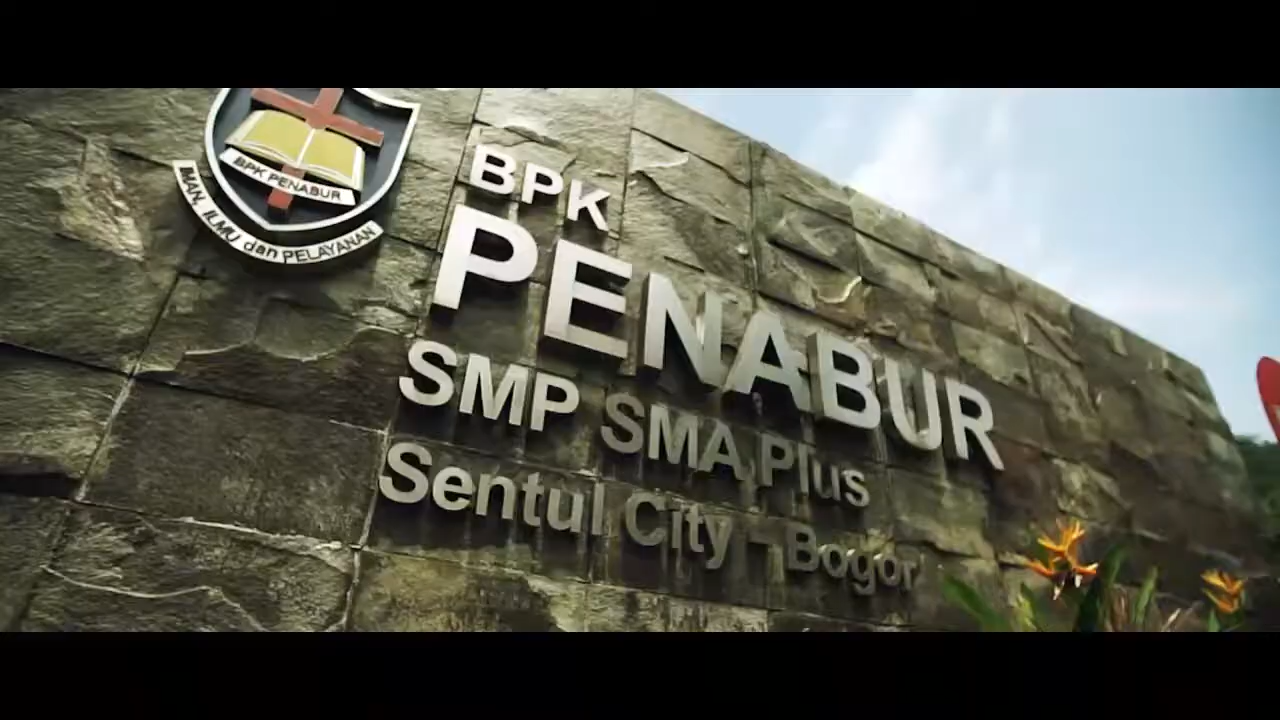 BPK PENABUR
IMAN, ILMU dan PELAYANAN
BPK
PENABUR
SMP SMA Plus
Sentul City - Bogor